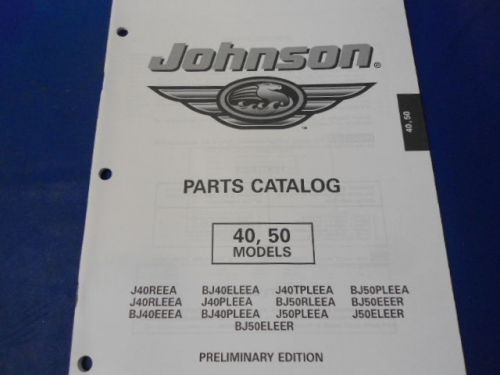 Johnson®
™
40, 50
PARTS CATALOG
40, 50
MODELS
J40REEA BJ40ELEEA J40TPLEEA BJ50PLEEA
J40RLEEA J40PLEEA BJ50RLEEA BJ50EEER
BJ40EEEA BJ40PLEEA J50PLEEA J50ELEER
BJ50ELEER
PRELIMINARY EDITION